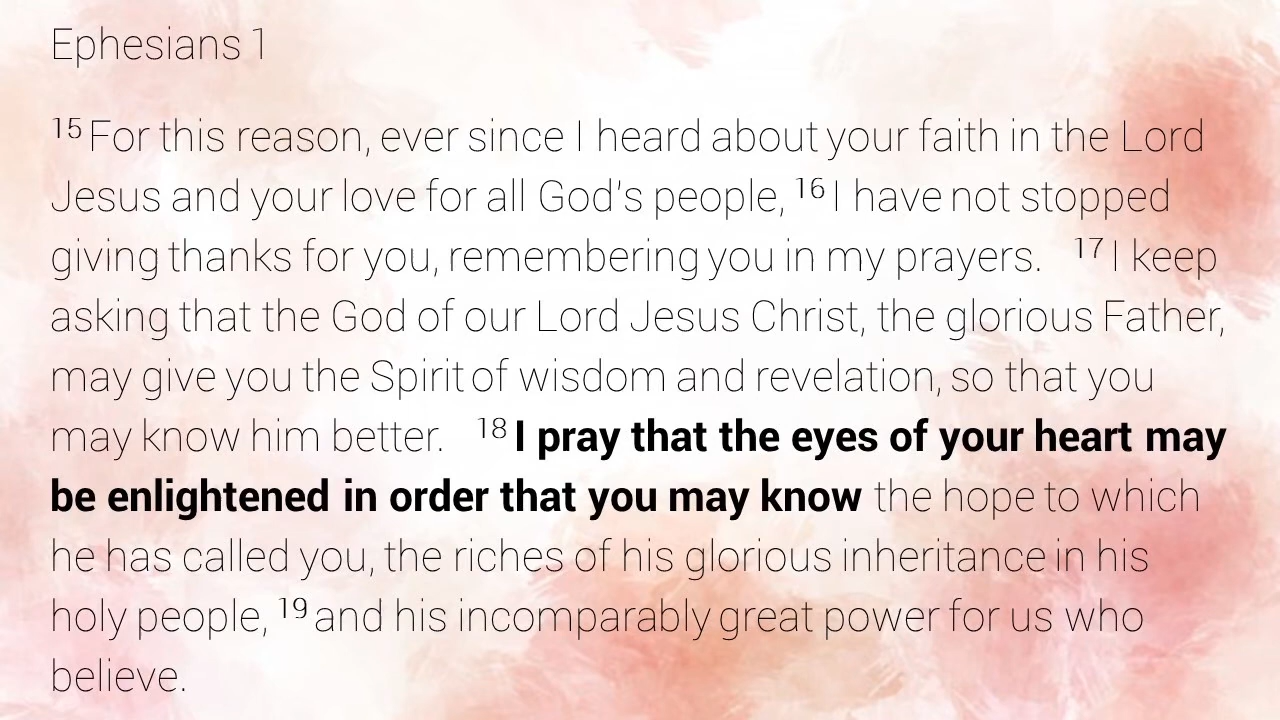 Ephesians 1
15 For this reason, ever since I heard about your faith in the Lord
Jesus and your love for all God's people, 16 I have not stopped
giving thanks for you, remembering you in my prayers. 17 I keep
asking that the God of our Lord Jesus Christ, the glorious Father,
may give you the Spirit of wisdom and revelation, so that you
may know him better. 18 I pray that the eyes of your heart may
be enlightened in order that you may know the hope to which
he has called you, the riches of his glorious inheritance in his
holy people, 19 and his incomparably great power for us who
believe.